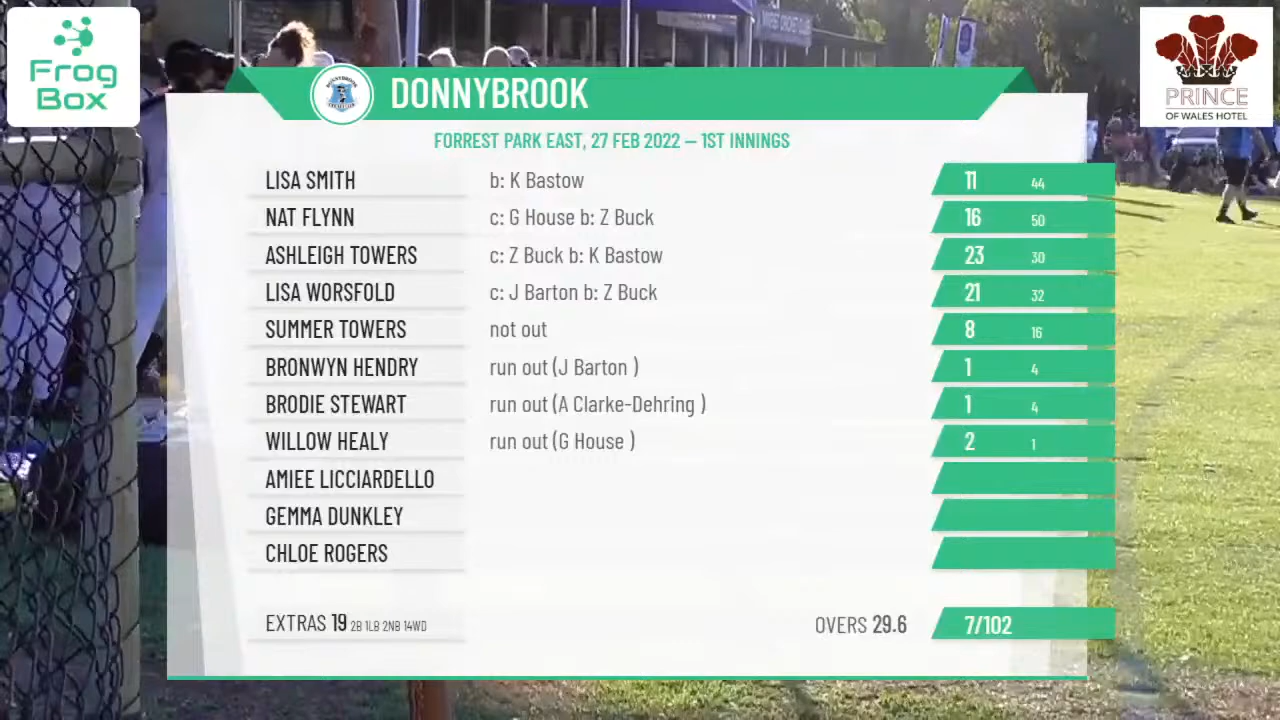 Frog
Box
DONNYBROOK
PRINCE
OF WALES HOTEL
FORREST PARK EAST, 27 FEB 2022 – 1ST INNINGS
LISA SMITH b: K Bastow 11 44
NAT FLYNN c: G House b: Z Buck 16 50
ASHLEIGH TOWERS c: Z Buck b: K Bastow 23 30
LISA WORSFOLD c: J Barton b: Z Buck 21 32
SUMMER TOWERS not out 8 16
BRONWYN HENDRY run out (J Barton ) 1 4
BRODIE STEWART run out (A Clarke-Dehring ) 1 4
WILLOW HEALY run out (G House ) 2 1
AMIEE LICCIARDELLO
GEMMA DUNKLEY
CHLOE ROGERS
EXTRAS 19 2B 1LB 2NB 14WD OVERS 29.6 7/102